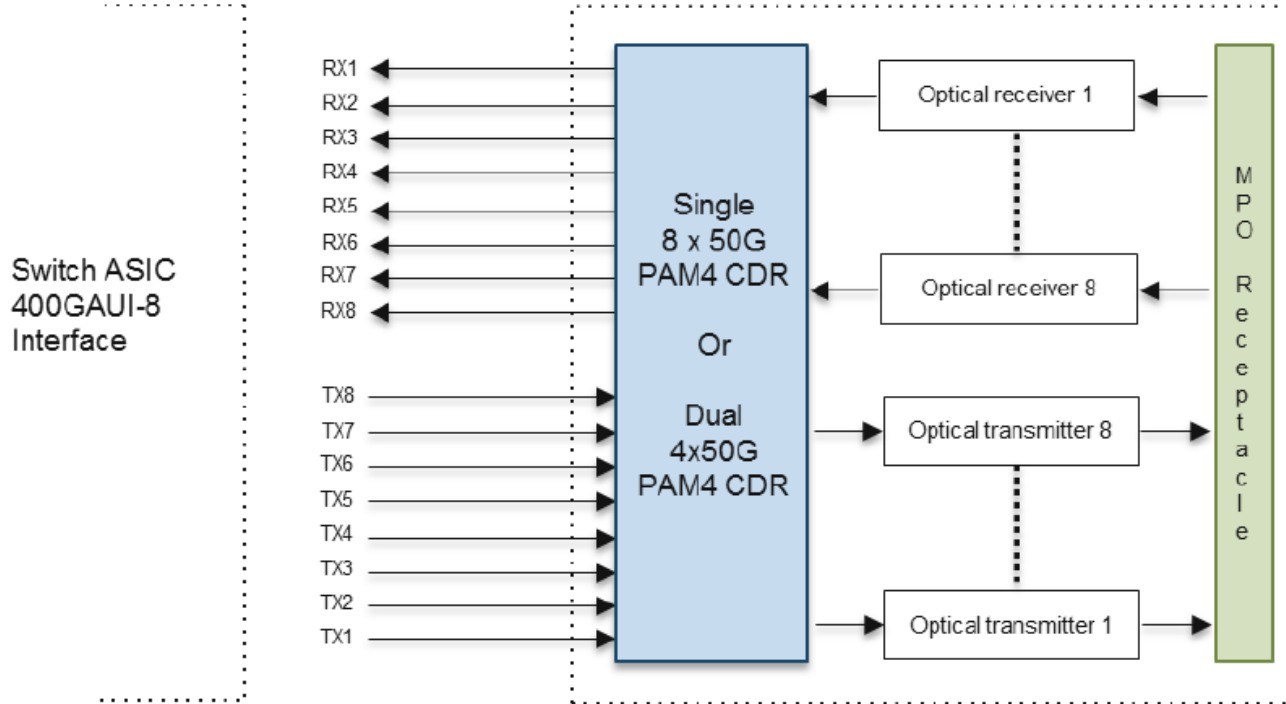 Switch ASIC
400GAUI-8
Interface
RX1
RX2
RX3
RX4
RX5
RX6
RX7
RX8
TX8
TX7
TX6
TX5
TX4
TX3
TX2
TX1
Single
8 x 50G
PAM4 CDR
Or
Dual
4x50G
PAM4 CDR
Optical receiver 1
Optical receiver 8
Optical transmitter 8
Optical transmitter 1
MPO Receptacle